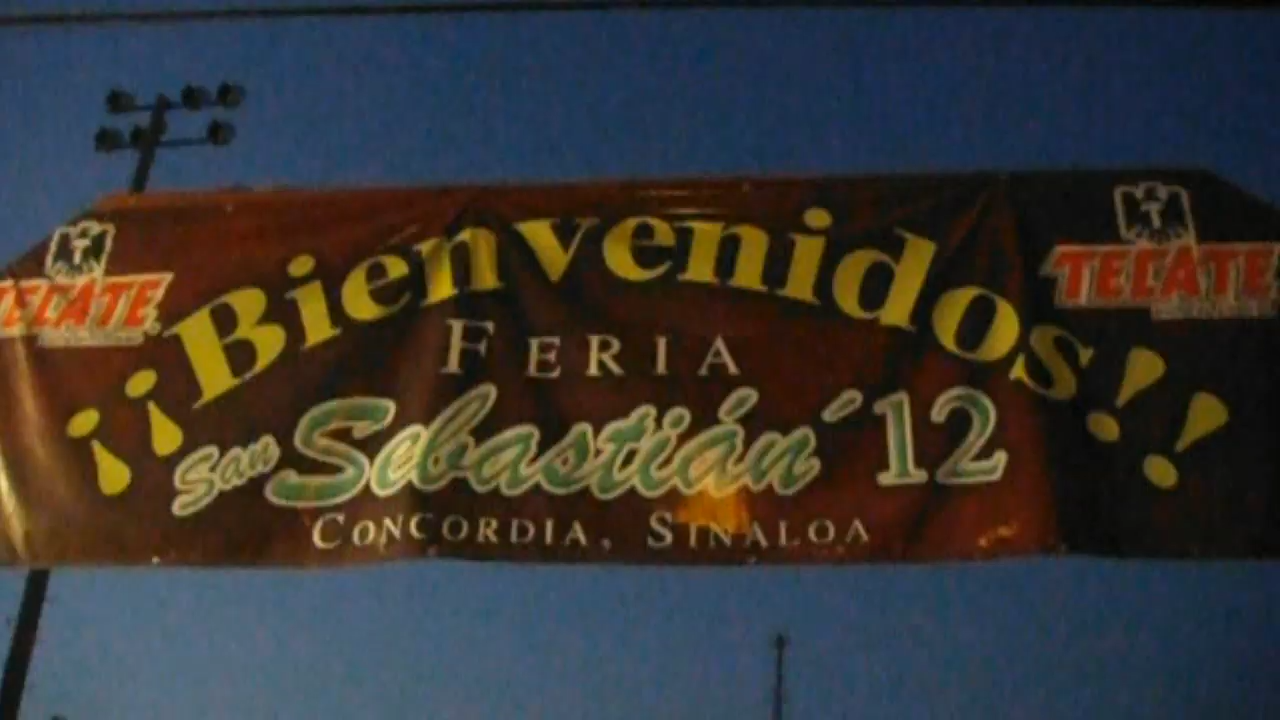 TECATE
TECATE
¡¡Bienvenidos!!
FERIA
San Sebastián ´12
CONCORDIA, SINALOA